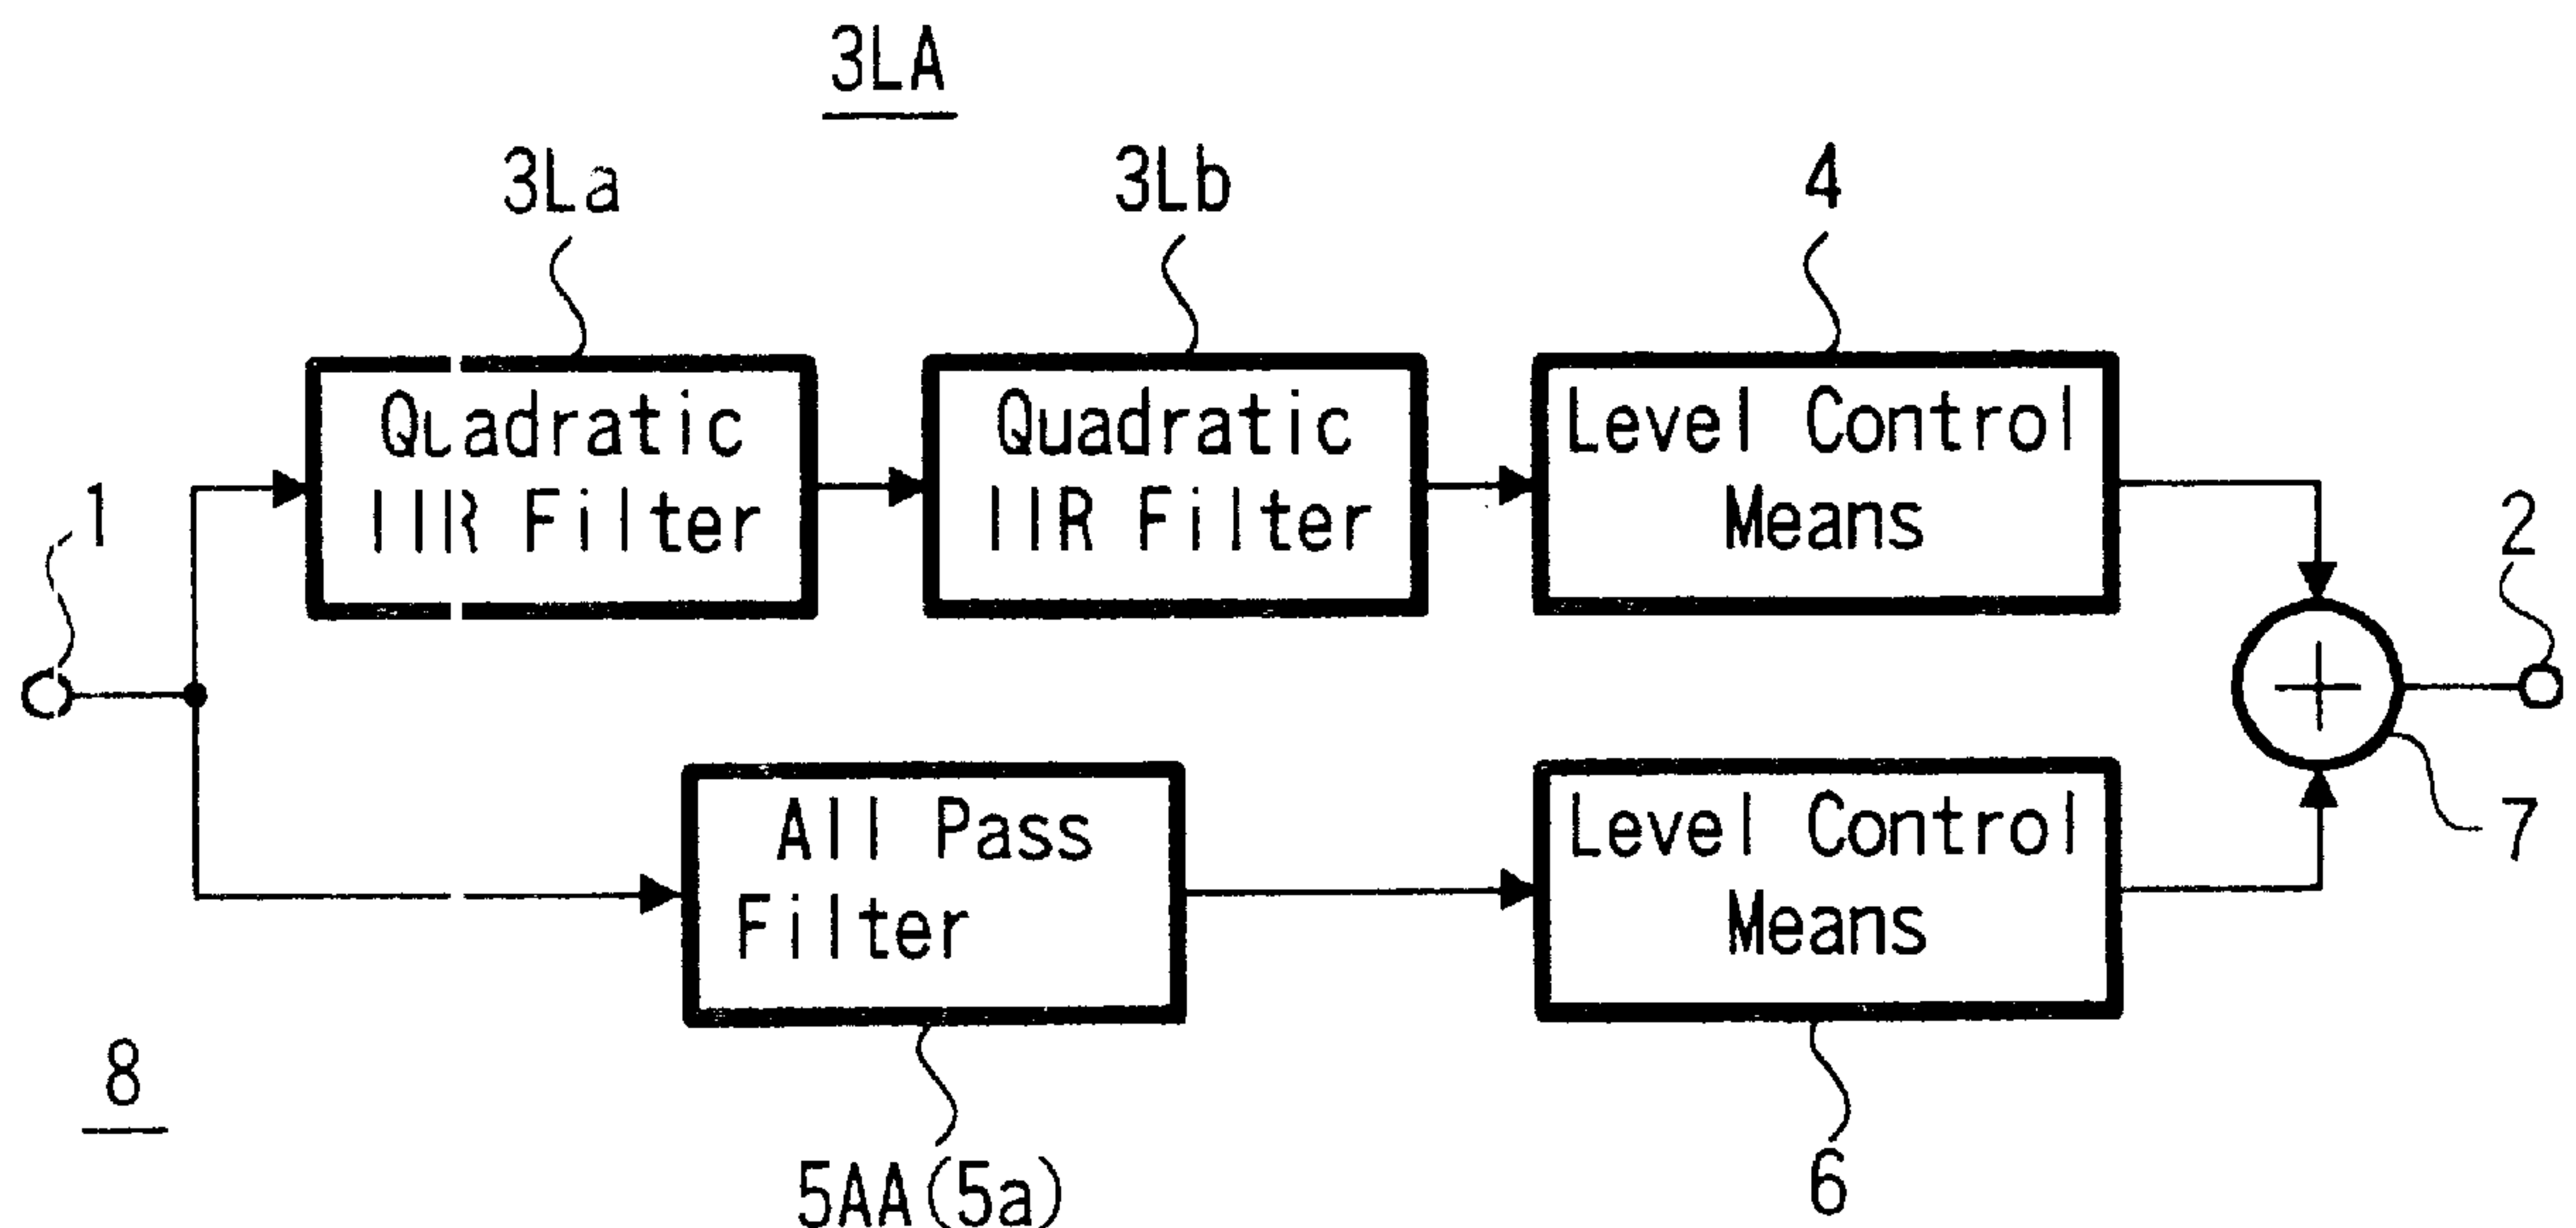 3LA
3La
3Lb
4
Quadratic
IIR Filter
Quadratic
IIR Filter
Level Control
Means
1
2
+
7
All Pass
Filter
Level Control
Means
8
5AA(5a)
6